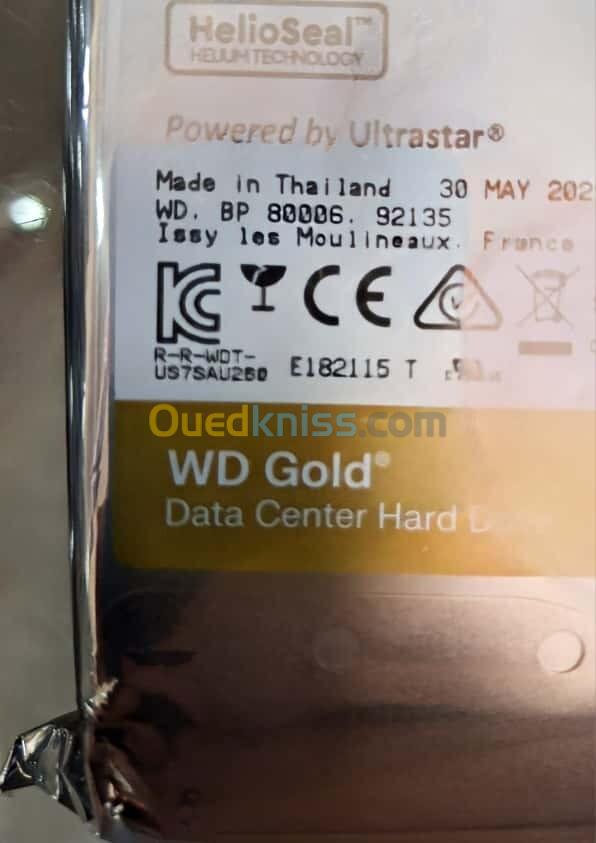 HelioSeal™
HELIUM TECHNOLOGY
Powered by Ultrastar®
Made in Thailand 30 MAY 202
WD. BP 80006. 92135
Issy les Moulineaux. France
R-R-WDT-
US7SAU260 E182115 T
Ouedkniss.com
WD Gold®
Data Center Hard